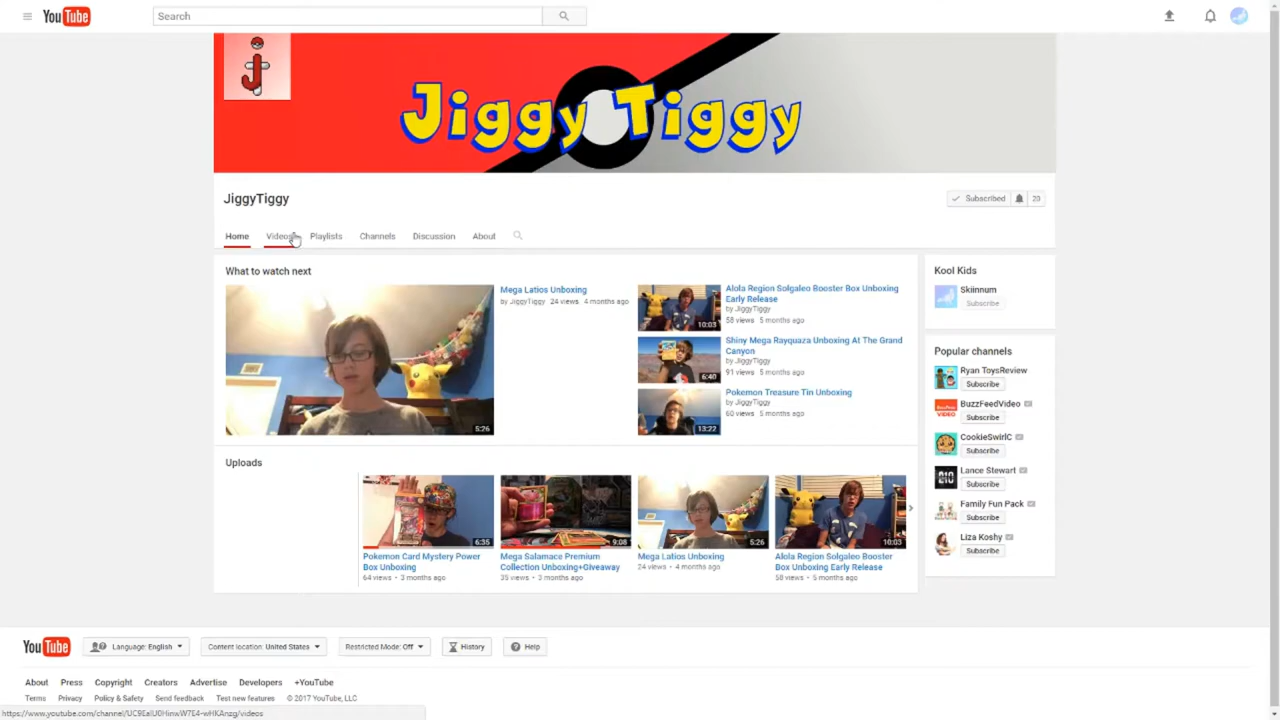 YouTube
Search
j
Jiggy Tiggy
JiggyTiggy
Subscribed 20
Home Videos Playlists Channels Discussion About
What to watch next
Mega Latios Unboxing
by JiggyTiggy 24 views 4 months ago
5:26
Alola Region Solgaleo Booster Box Unboxing
Early Release
by JiggyTiggy
58 views 5 months ago
10:03
Shiny Mega Rayquaza Unboxing At The Grand
Canyon
by JiggyTiggy
91 views 5 months ago
6:40
Pokemon Treasure Tin Unboxing
by JiggyTiggy
60 views 5 months ago
13:22
Kool Kids
Skiinnum
Subscribe
Popular channels
Ryan ToysReview
Subscribe
BuzzFeedVideo
Subscribe
CookieSwirlC
Subscribe
Lance Stewart
Subscribe
Family Fun Pack
Subscribe
Liza Koshy
Subscribe
Uploads
6:35
Pokemon Card Mystery Power
Box Unboxing
64 views • 3 months ago
9:08
Mega Salamace Premium
Collection Unboxing+Giveaway
35 views • 3 months ago
5:26
Mega Latios Unboxing
24 views • 4 months ago
10:03
Alola Region Solgaleo Booster
Box Unboxing Early Release
58 views • 5 months ago
YouTube Language: English Content location: United States Restricted Mode: Off History Help
About Press Copyright Creators Advertise Developers +YouTube
Terms Privacy Policy & Safety Send feedback Test new features © 2017 YouTube, LLC